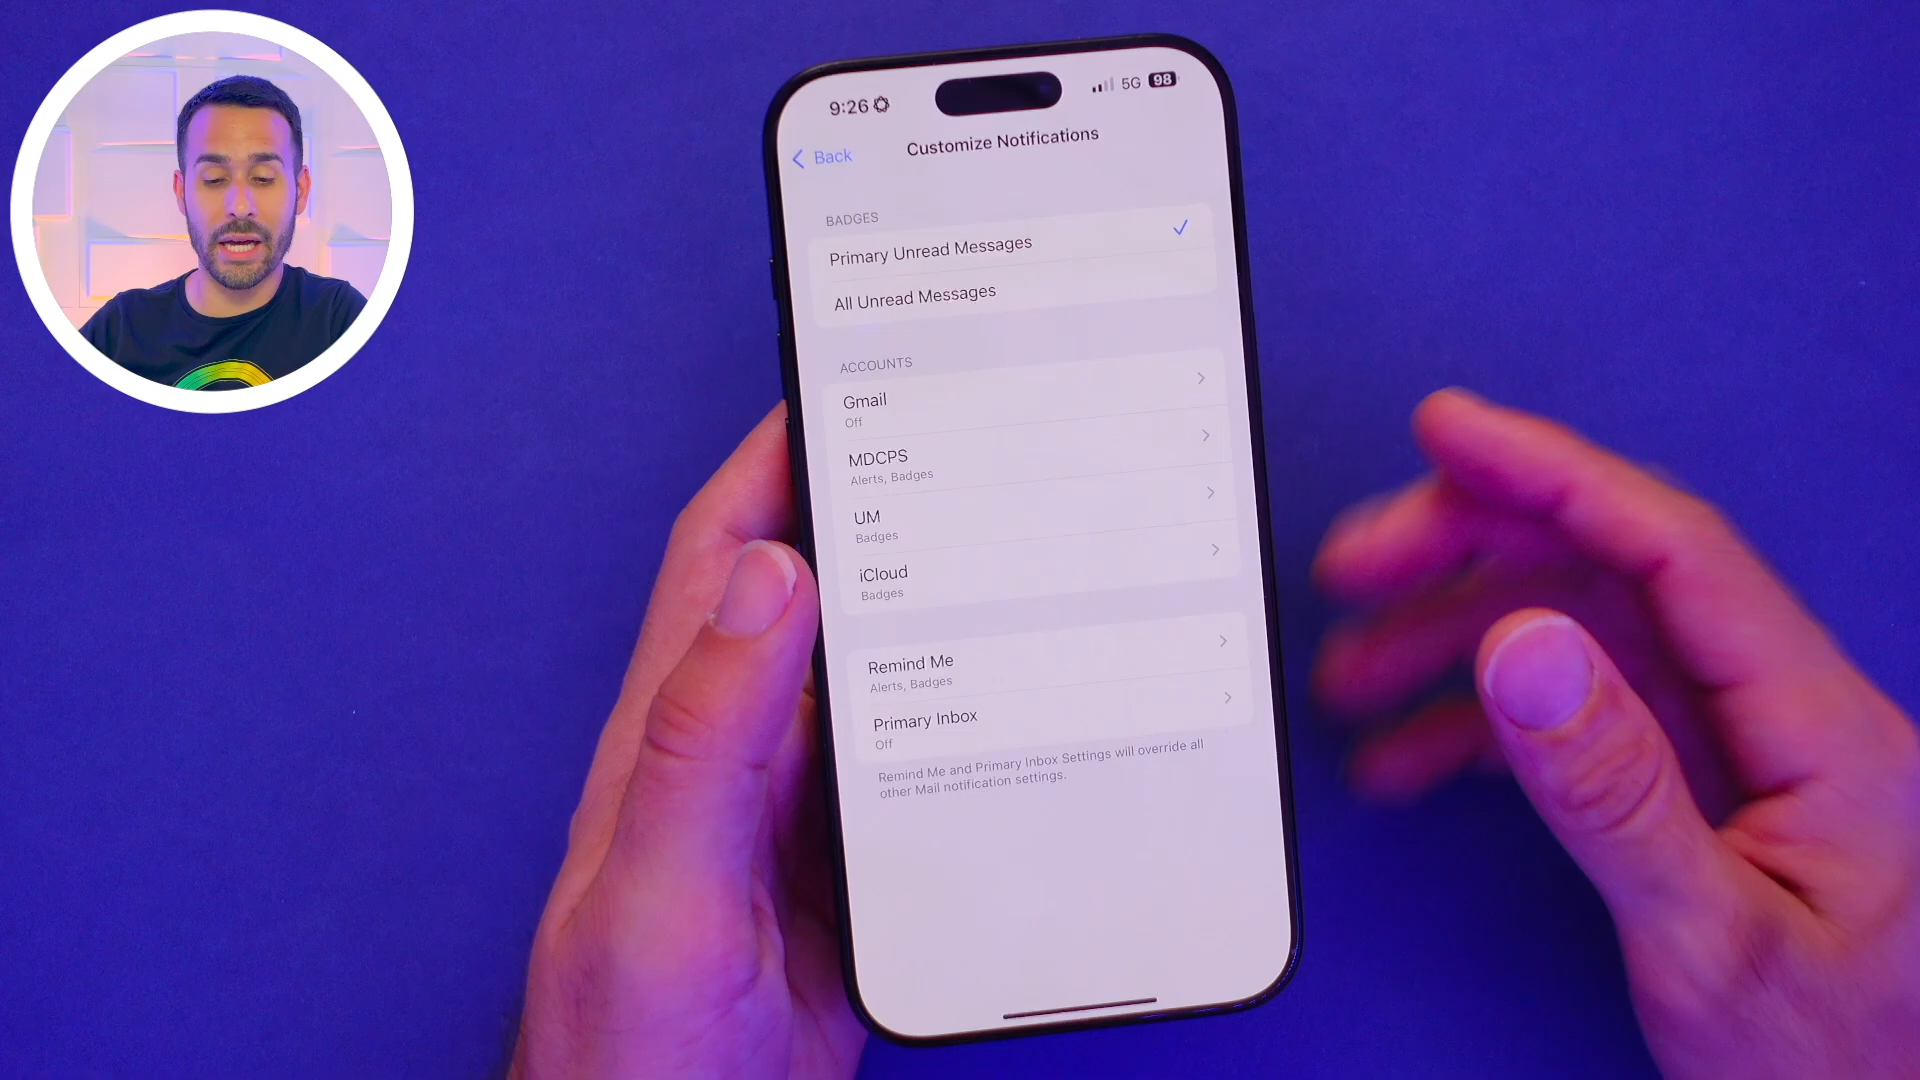 9:26
5G 98
Back
Customize Notifications
BADGES
Primary Unread Messages
All Unread Messages
ACCOUNTS
Gmail
Off
MDCPS
Alerts, Badges
UM
Badges
iCloud
Badges
Remind Me
Alerts, Badges
Primary Inbox
Off
Remind Me and Primary Inbox Settings will override all
other Mail notification settings.